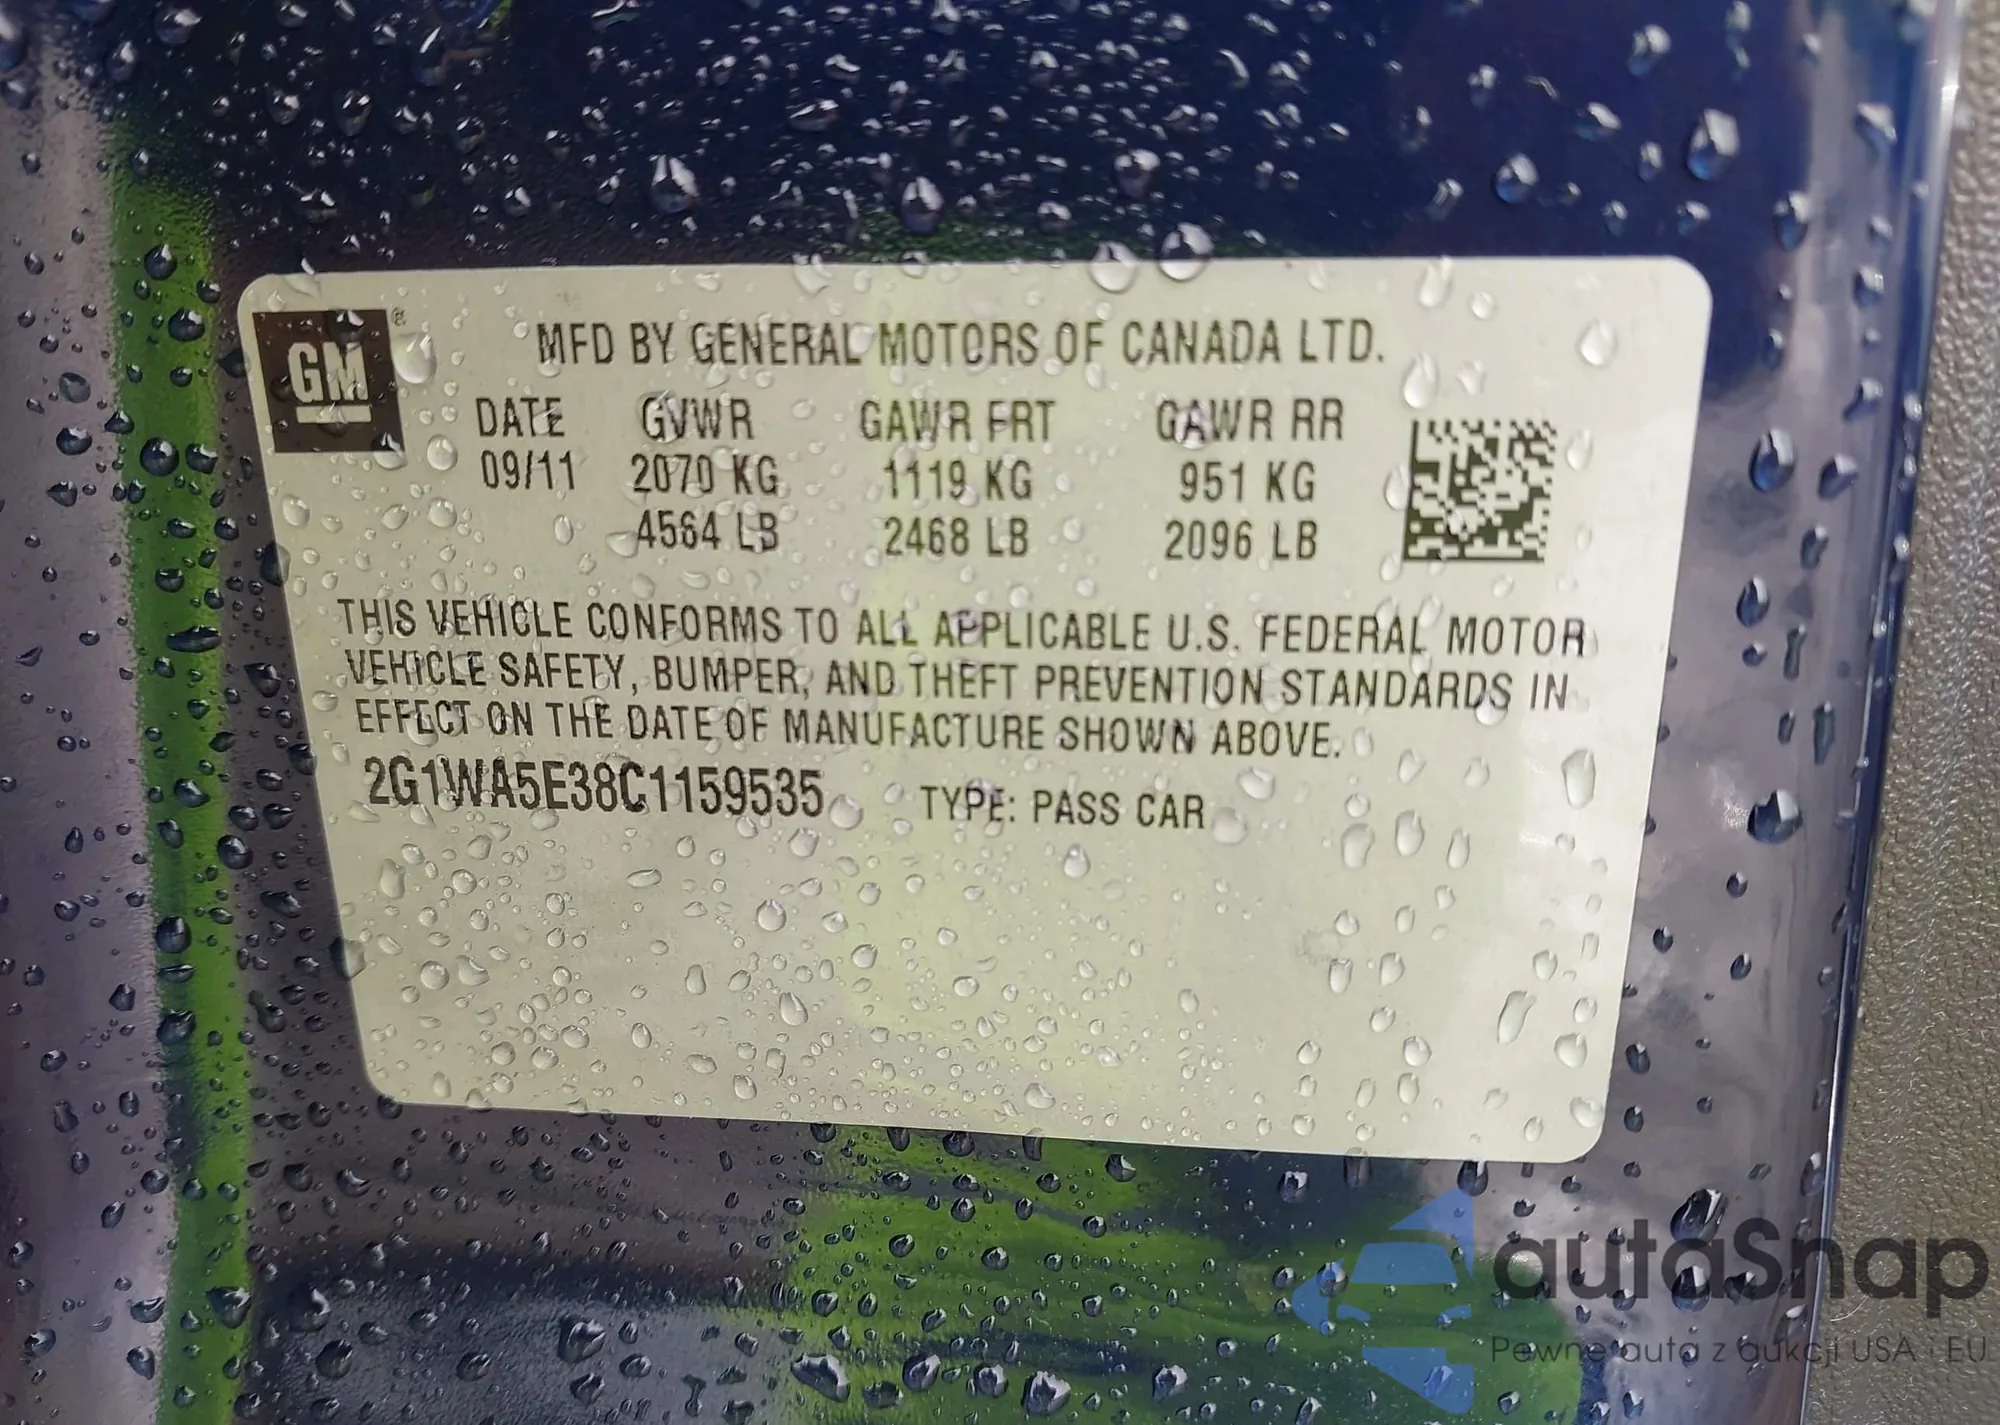 GM ®
MFD BY GENERAL MOTORS OF CANADA LTD.
DATE GVWR GAWR FRT GAWR RR
09/11 2070 KG 1119 KG 951 KG
4564 LB 2468 LB 2096 LB
THIS VEHICLE CONFORMS TO ALL APPLICABLE U.S. FEDERAL MOTOR
VEHICLE SAFETY, BUMPER, AND THEFT PREVENTION STANDARDS IN
EFFECT ON THE DATE OF MANUFACTURE SHOWN ABOVE.
2G1WA5E38C1159535 TYPE: PASS CAR
autaSnap
Pewne auta z aukcji USA i EU